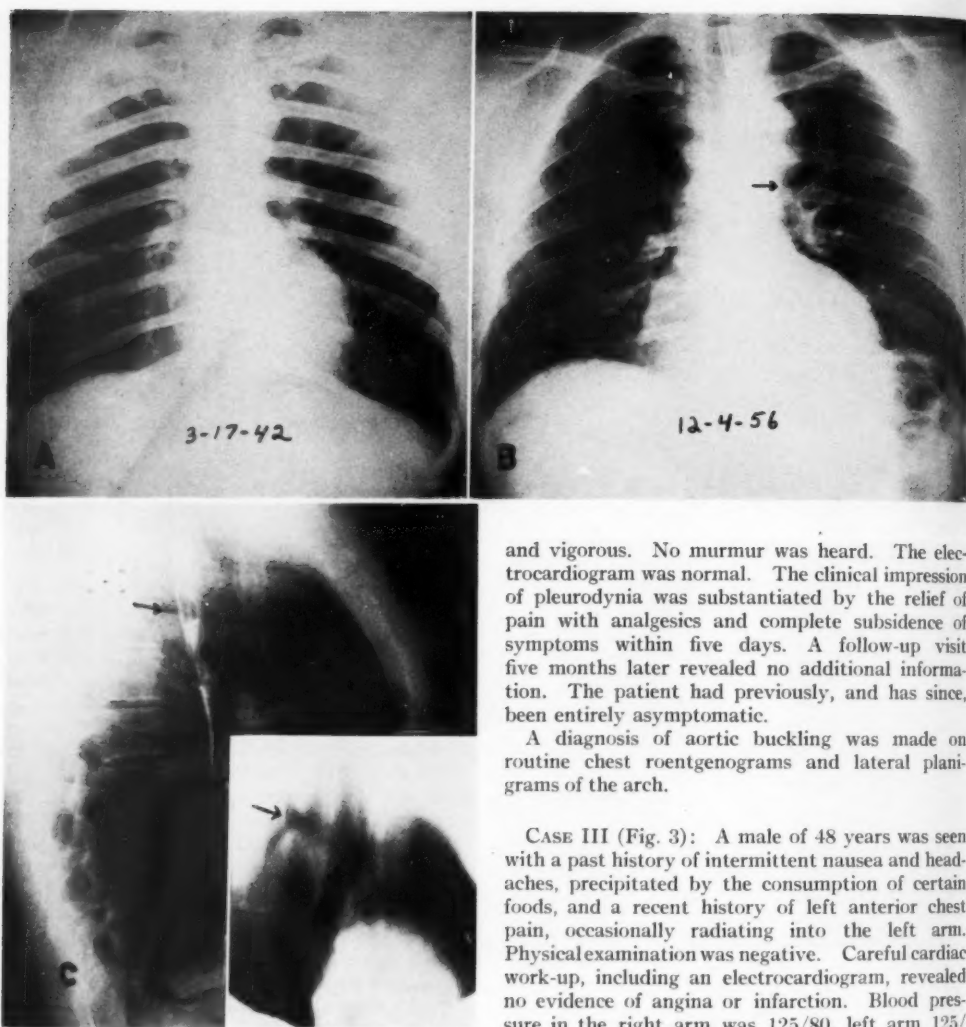 A
3-17-42
B
12-4-56
C
and vigorous. No murmur was heard. The elec-
trocardiogram was normal. The clinical impression
of pleurodynia was substantiated by the relief of
pain with analgesics and complete subsidence of
symptoms within five days. A follow-up visit
five months later revealed no additional informa-
tion. The patient had previously, and has since,
been entirely asymptomatic.
A diagnosis of aortic buckling was made on
routine chest roentgenograms and lateral plani-
grams of the arch.
CASE III (Fig. 3): A male of 48 years was seen
with a past history of intermittent nausea and head-
aches, precipitated by the consumption of certain
foods, and a recent history of left anterior chest
pain, occasionally radiating into the left arm.
Physical examination was negative. Careful cardiac
work-up, including an electrocardiogram, revealed
no evidence of angina or infarction. Blood pres-
sure in the right arm was 125/80, left arm 125/